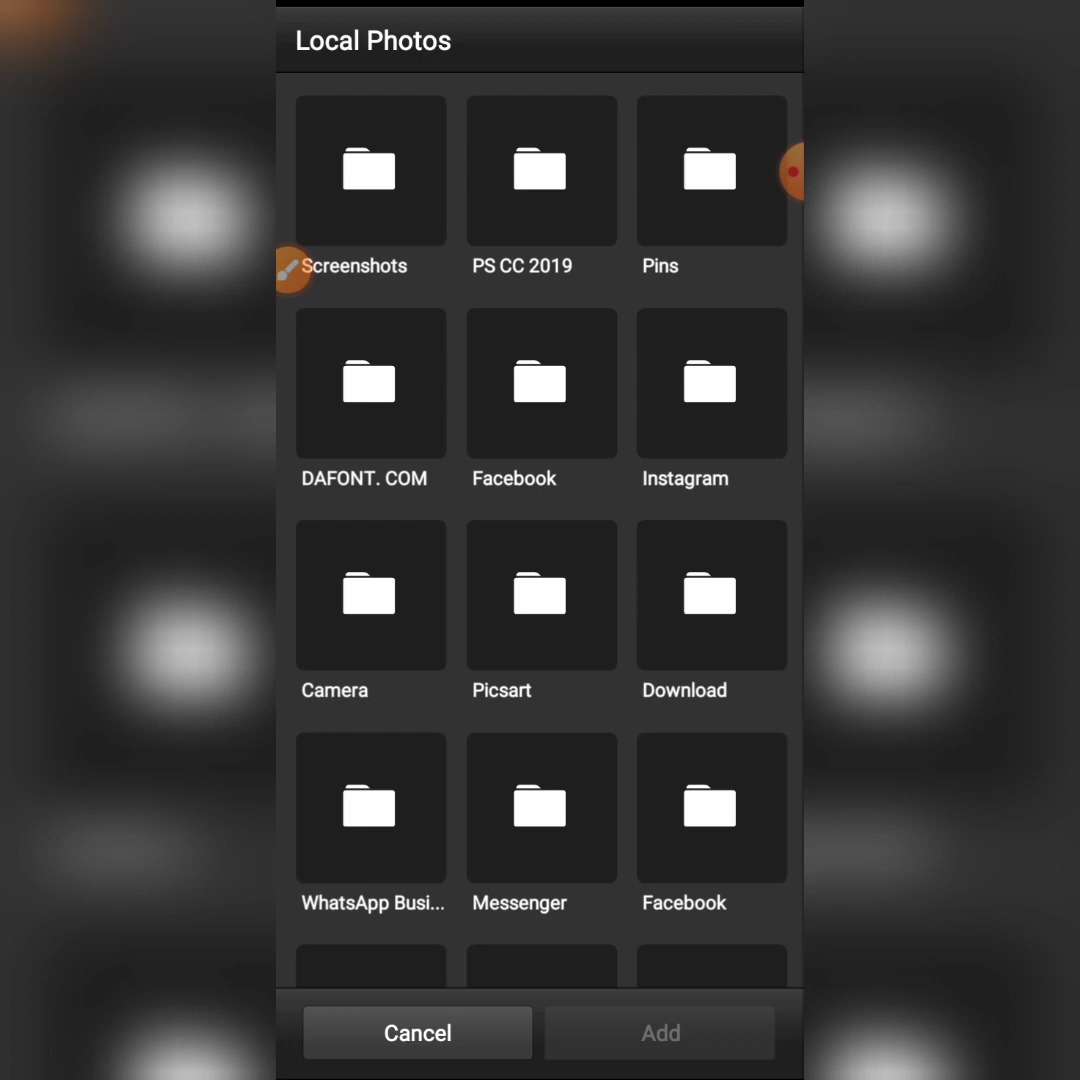 Local Photos
Screenshots
PS CC 2019
Pins
DAFONT. COM
Facebook
Instagram
Camera
Picsart
Download
WhatsApp Busi...
Messenger
Facebook
Cancel
Add